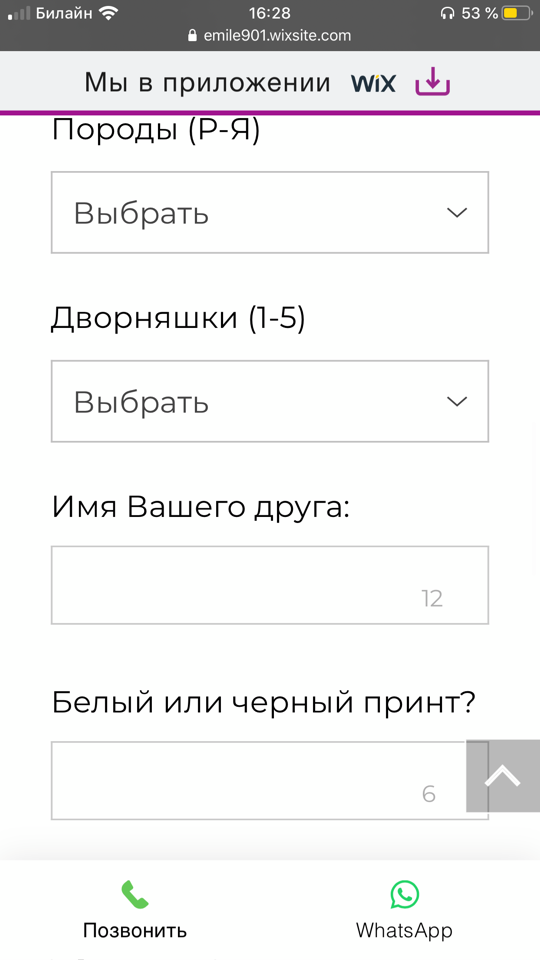 Билайн 16:28 53 %
emile901.wixsite.com
Мы в приложении WiX
Породы (Р-Я)
Выбрать
Дворняшки (1-5)
Выбрать
Имя Вашего друга:
12
Белый или черный принт?
6
Позвонить WhatsApp